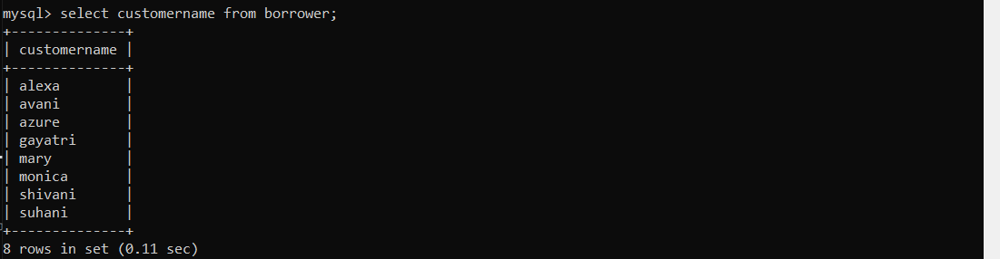 mysql> select customername from borrower;
+--------------+
| customername |
+--------------+
| alexa        |
| avani        |
| azure        |
| gayatri      |
| mary         |
| monica       |
| shivani      |
| suhani       |
+--------------+
8 rows in set (0.11 sec)